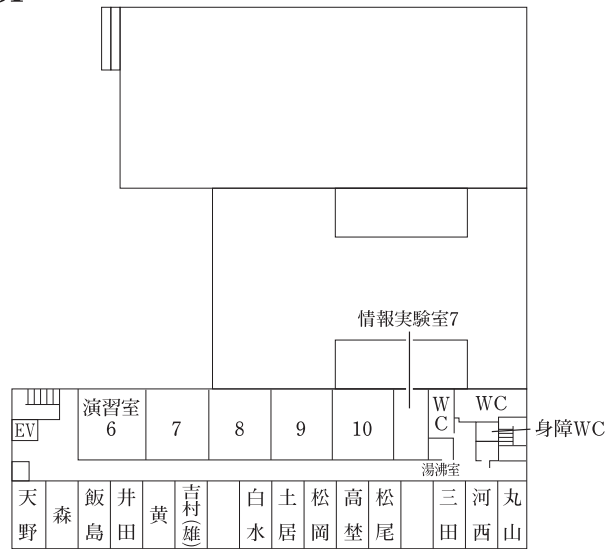 情報実験室7
演習室
6
7
8
9
10
WC
WC
身障WC
EV
湯沸室
天野
森
飯島
井田
黄
吉村(雄)
白水
土居
松岡
高埜
松尾
三田
河西
丸山